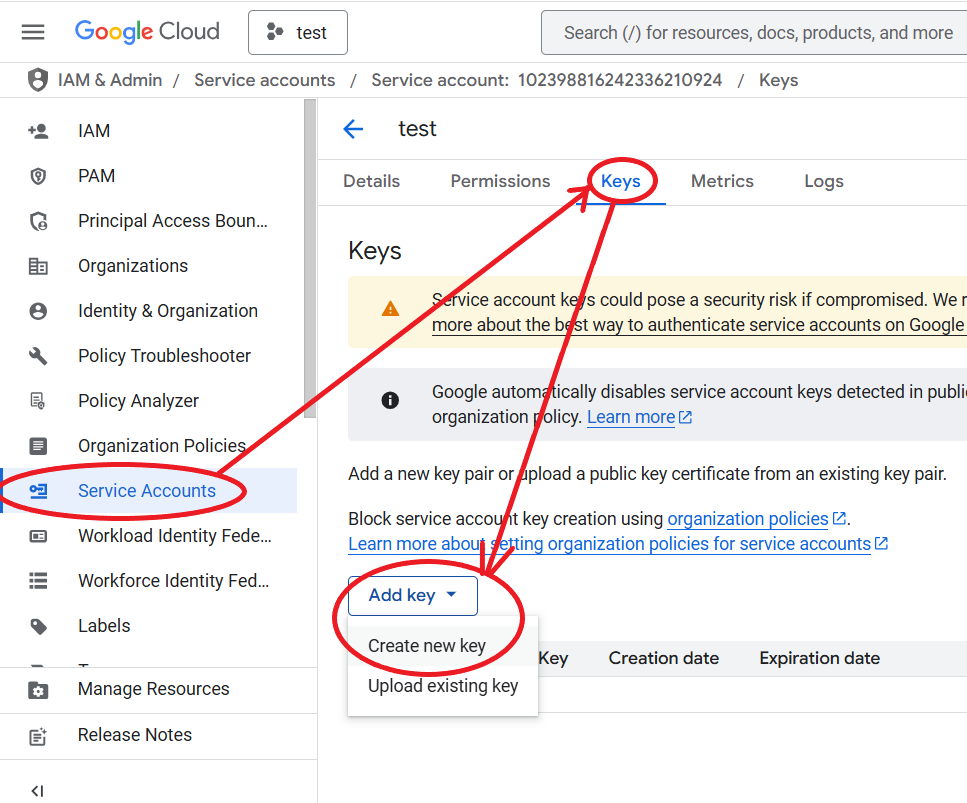 Google Cloud
test
Search (/) for resources, docs, products, and more
IAM & Admin / Service accounts / Service account: 102398816242336210924 / Keys
IAM
PAM
Principal Access Boun...
Organizations
Identity & Organization
Policy Troubleshooter
Policy Analyzer
Organization Policies
Service Accounts
Workload Identity Fede...
Workforce Identity Fed...
Labels
Manage Resources
Release Notes
test
Details Permissions Keys Metrics Logs
Keys
Service account keys could pose a security risk if compromised. We
more about the best way to authenticate service accounts on Google
Google automatically disables service account keys detected in public
organization policy. Learn more
Add a new key pair or upload a public key certificate from an existing key pair.
Block service account key creation using organization policies.
Learn more about setting organization policies for service accounts
Add key
Create new key
Upload existing key
Key Creation date Expiration date